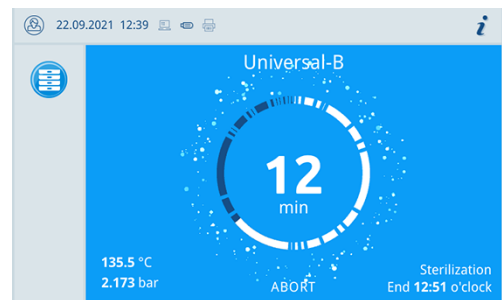 22.09.2021 12:39 i
Universal-B
12
min
135.5 °C
2.173 bar
ABORT
Sterilization
End 12:51 o'clock